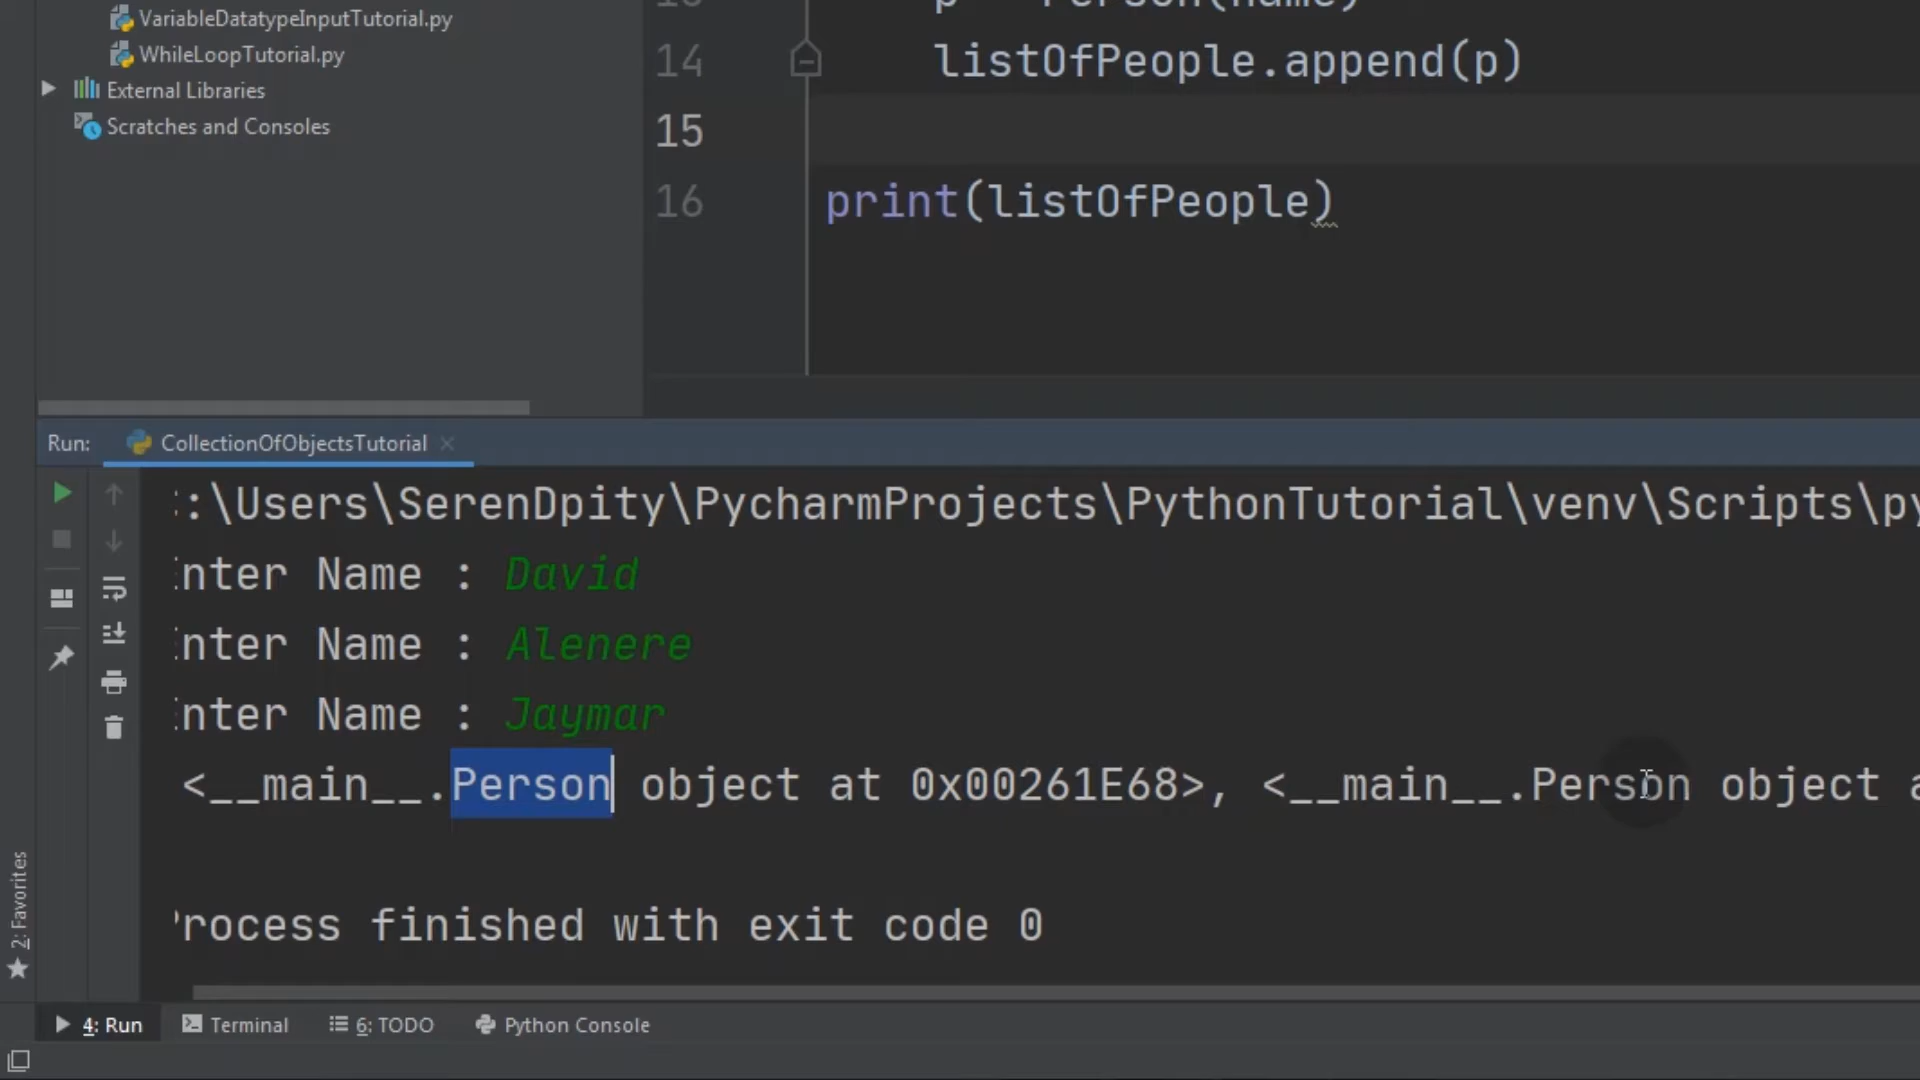 VariableDatatypeInputTutorial.py
WhileLoopTutorial.py
External Libraries
Scratches and Consoles
14 listOfPeople.append(p)
15
16 print(listOfPeople)
Run: CollectionOfObjectsTutorial
:\Users\SerenDpity\PycharmProjects\PythonTutorial\venv\Scripts\py
nter Name : David
nter Name : Alenere
nter Name : Jaymar
<__main__.Person object at 0x00261E68>, <__main__.Person object a
rocess finished with exit code 0
2: Favorites
4: Run
Terminal
6: TODO
Python Console